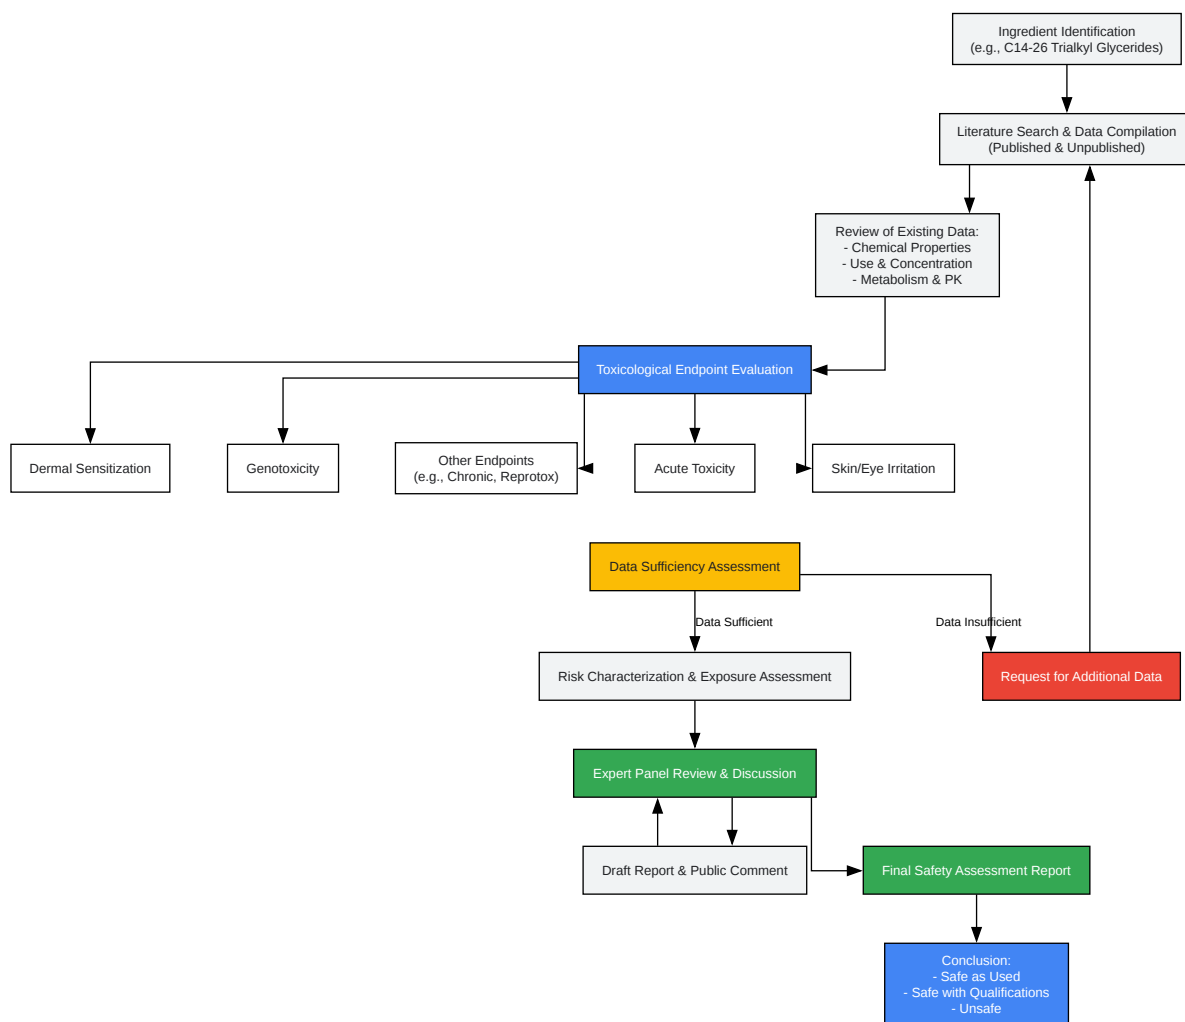 Ingredient Identification
(e.g., C14-26 Trialkyl Glycerides)
Literature Search & Data Compilation
(Published & Unpublished)
Review of Existing Data:
- Chemical Properties
- Use & Concentration
- Metabolism & PK
Toxicological Endpoint Evaluation
Dermal Sensitization
Genotoxicity
Other Endpoints
(e.g., Chronic, Reprotox)
Acute Toxicity
Skin/Eye Irritation
Data Sufficiency Assessment
Data Sufficient
Data Insufficient
Risk Characterization & Exposure Assessment
Request for Additional Data
Expert Panel Review & Discussion
Draft Report & Public Comment
Final Safety Assessment Report
Conclusion:
- Safe as Used
- Safe with Qualifications
- Unsafe